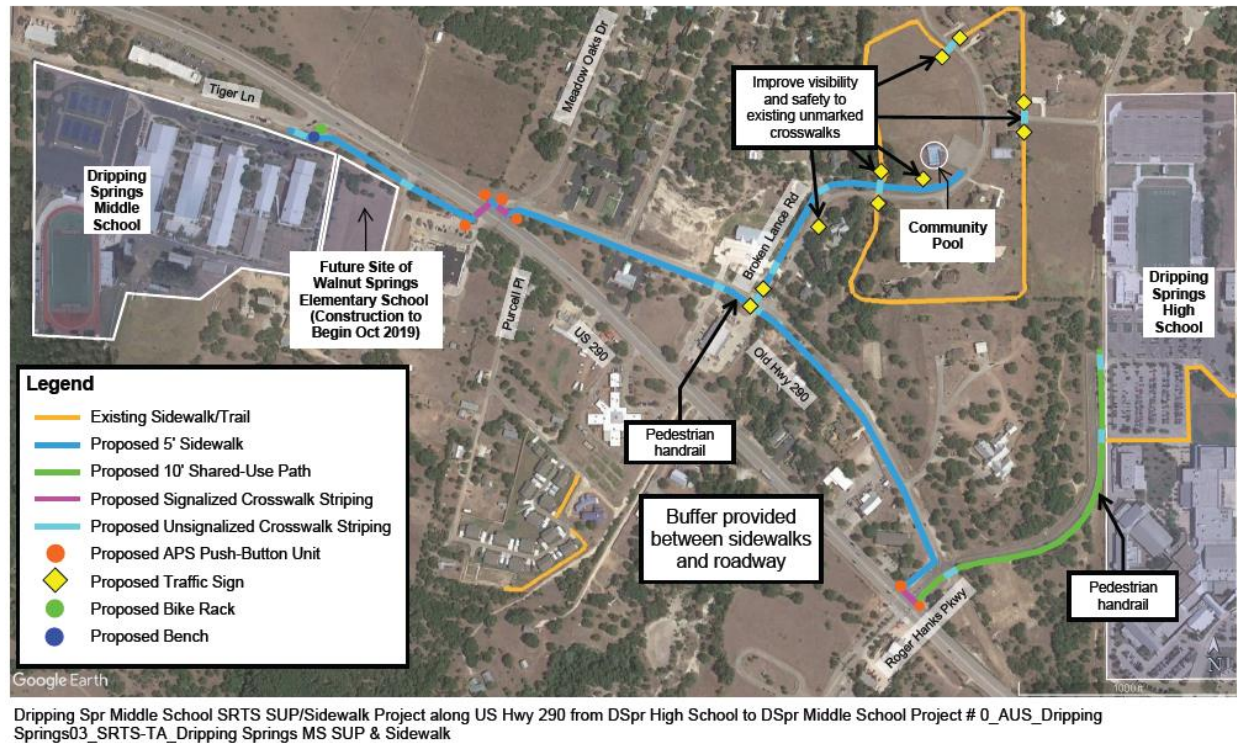 Tiger Ln
Meadow Oaks Dr
Improve visibility
and safety to
existing unmarked
crosswalks
Dripping
Springs
Middle
School
Future Site of
Walnut Springs
Elementary School
(Construction to
Begin Oct 2019)
Purcell Pl
US 290
Broken Lance Rd
Community
Pool
Dripping
Springs
High
School
Old Hwy 290
Pedestrian
handrail
Buffer provided
between sidewalks
and roadway
Roger Hanks Pkwy
Pedestrian
handrail
Legend
Existing Sidewalk/Trail
Proposed 5' Sidewalk
Proposed 10' Shared-Use Path
Proposed Signalized Crosswalk Striping
Proposed Unsignalized Crosswalk Striping
Proposed APS Push-Button Unit
Proposed Traffic Sign
Proposed Bike Rack
Proposed Bench
Google Earth
N
1000 ft
Dripping Spr Middle School SRTS SUP/Sidewalk Project along US Hwy 290 from DSpr High School to DSpr Middle School Project # 0_AUS_Dripping
Springs03_SRTS-TA_Dripping Springs MS SUP & Sidewalk